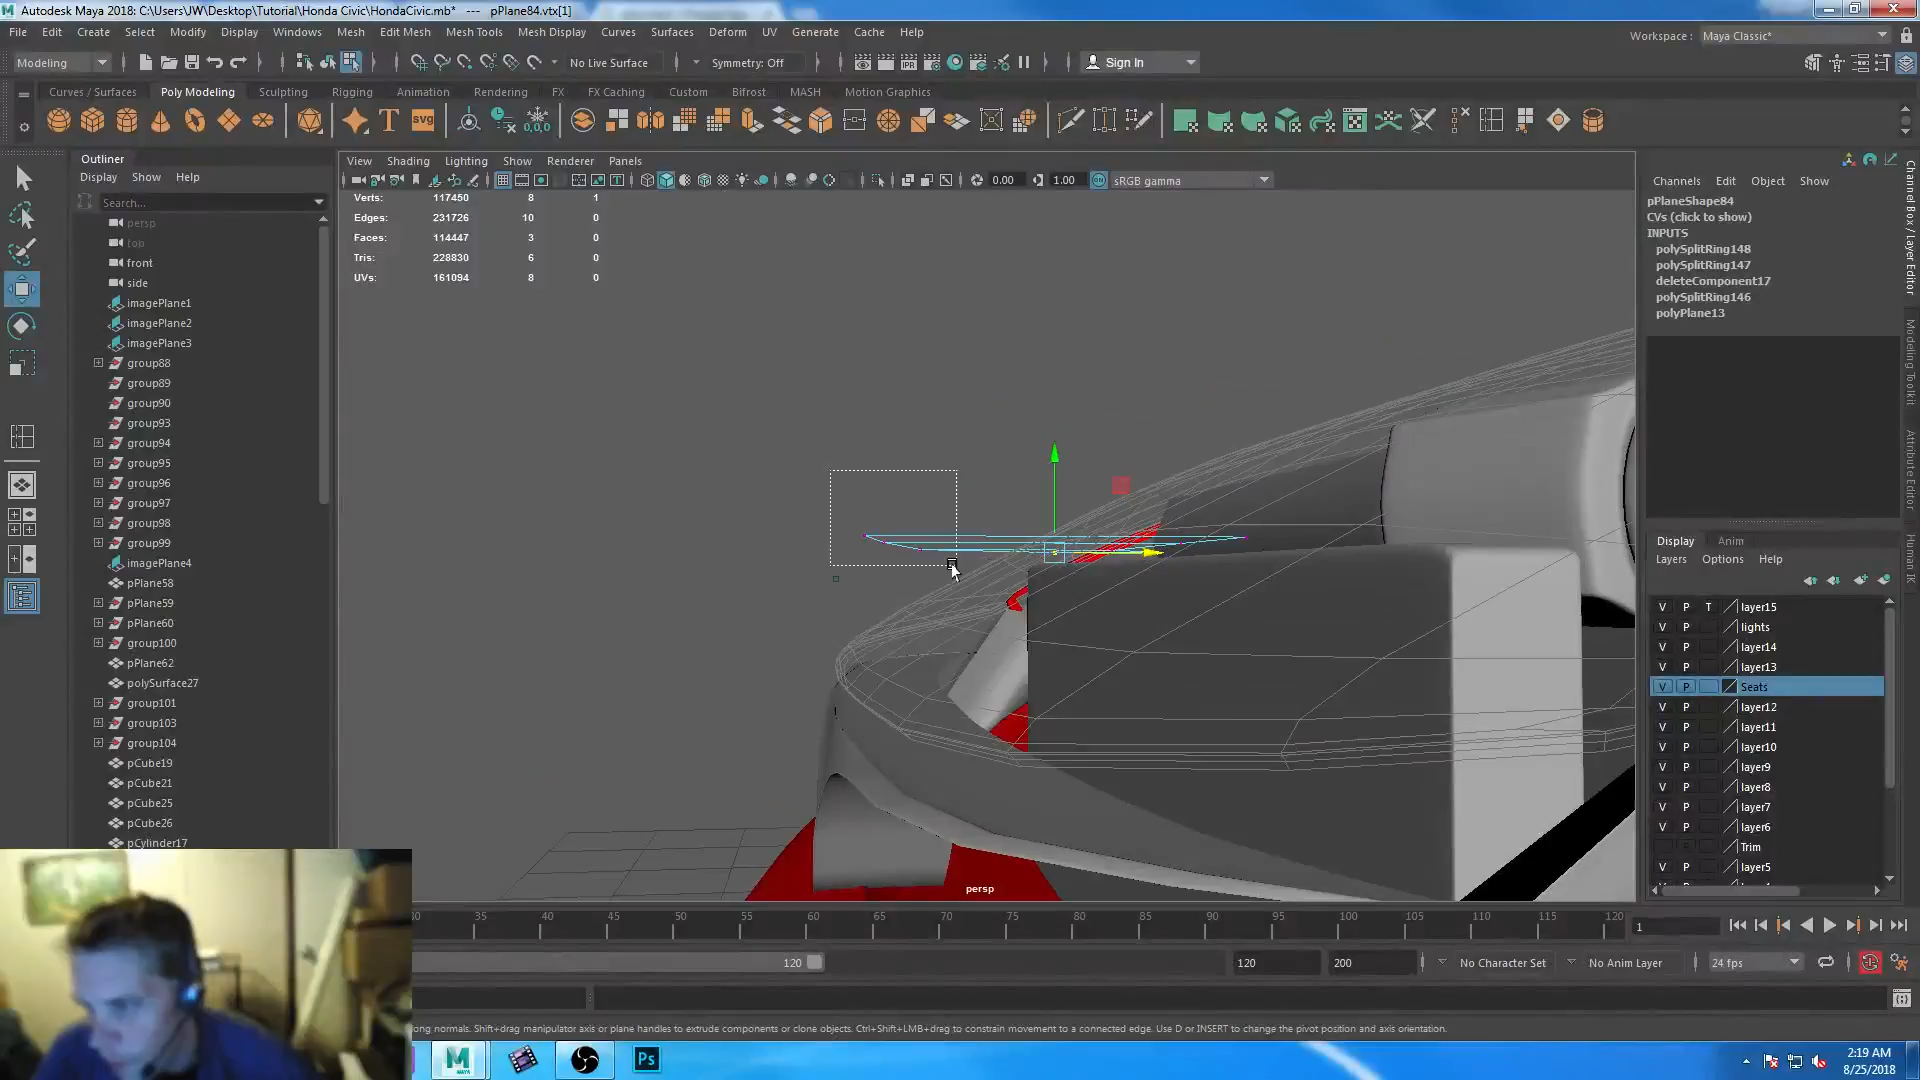 Autodesk Maya 2018: C:\Users\JW\Desktop\Tutorial\Honda Civic\HondaCivic.mb*   ---   pPlane84.vtx[1]
File Edit Create Select Modify Display Windows Mesh Edit Mesh Mesh Tools Mesh Display Curves Surfaces Deform UV Generate Cache Help
Workspace : Maya Classic*
Modeling No Live Surface Symmetry: Off Sign In
Curves / Surfaces Poly Modeling Sculpting Rigging Animation Rendering FX FX Caching Custom Bifrost MASH Motion Graphics
Outliner
Display Show Help
Search...
persp
top
front
side
imagePlane1
imagePlane2
imagePlane3
group88
group89
group90
group93
group94
group95
group96
group97
group98
group99
imagePlane4
pPlane58
pPlane59
pPlane60
group100
pPlane62
polySurface27
group101
group103
group104
pCube19
pCube21
pCube25
pCube26
pCylinder17
View Shading Lighting Show Renderer Panels
0.00 1.00 sRGB gamma
Verts: 117450 8 1
Edges: 231726 10 0
Faces: 114447 3 0
Tris: 228830 6 0
UVs: 161094 8 0
persp
Channels Edit Object Show
pPlaneShape84
CVs (click to show)
INPUTS
polySplitRing148
polySplitRing147
deleteComponent17
polySplitRing146
polyPlane13
Channel Box / Layer Editor
Modeling Toolkit
Attribute Editor
Human IK
Display Anim
Layers Options Help
V P T layer15
V P lights
V P layer14
V P layer13
V P Seats
V P layer12
V P layer11
V P layer10
V P layer9
V P layer8
V P layer7
V P layer6
Trim
V P layer5
35 40 45 50 55 60 65 70 75 80 85 90 95 100 105 110 115 120
1
120 120 200 No Character Set No Anim Layer 24 fps
ong normals. Shift+drag manipulator axis or plane handles to extrude components or clone objects. Ctrl+Shift+LMB+drag to constrain movement to a connected edge. Use D or INSERT to change the pivot position and axis orientation.
2:19 AM
8/25/2018